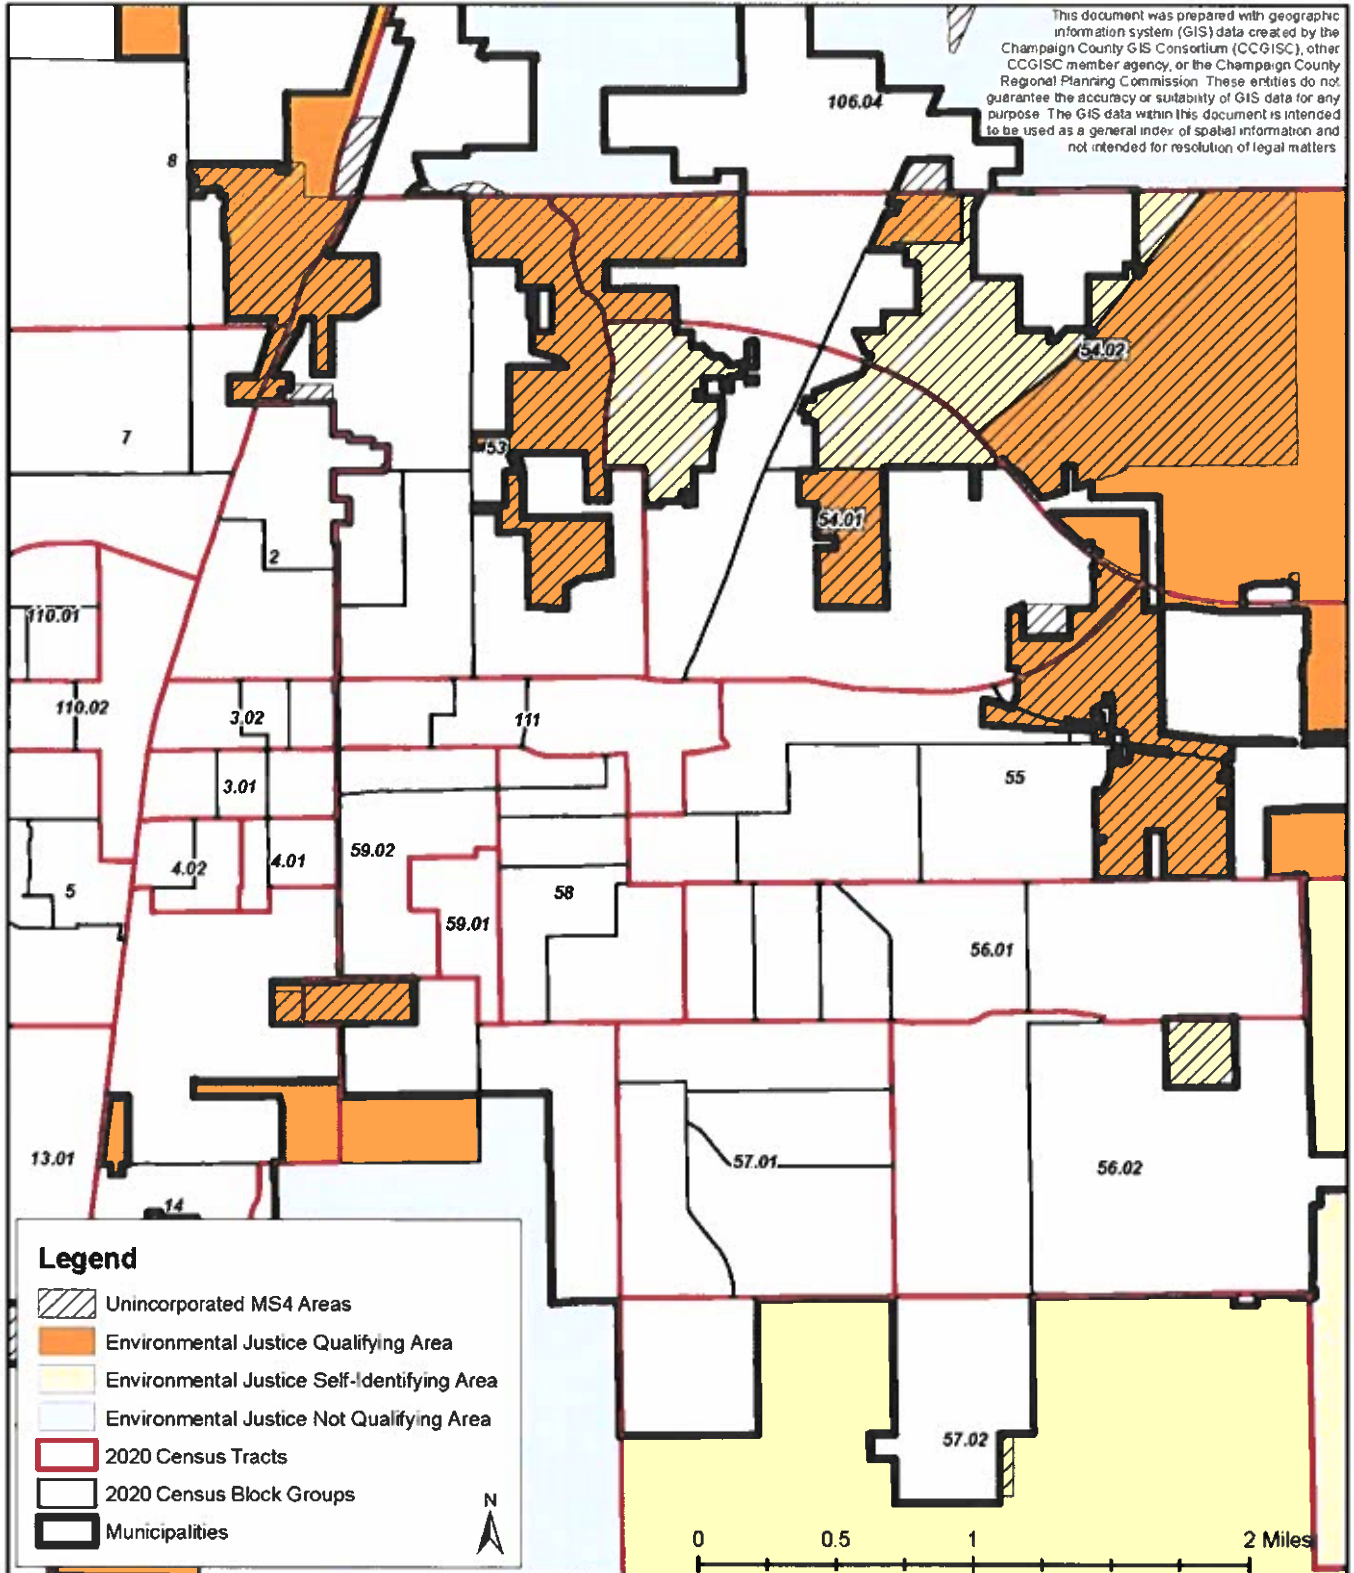 This document was prepared with geographic
information system (GIS) data created by the
Champaign County GIS Consortium (CCGISC), other
CCGISC member agency, or the Champaign County
Regional Planning Commission. These entities do not
guarantee the accuracy or suitability of GIS data for any
purpose. The GIS data within this document is intended
to be used as a general index of spatial information and
not intended for resolution of legal matters.
106.04
8
54.02
7
53
54.01
2
110.01
110.02
3.02
111
3.01
55
59.02
4.02
4.01
5
58
59.01
56.01
13.01
57.01
56.02
14
57.02
Legend
Unincorporated MS4 Areas
Environmental Justice Qualifying Area
Environmental Justice Self-Identifying Area
Environmental Justice Not Qualifying Area
2020 Census Tracts
2020 Census Block Groups
Municipalities
N
0 0.5 1 2 Miles